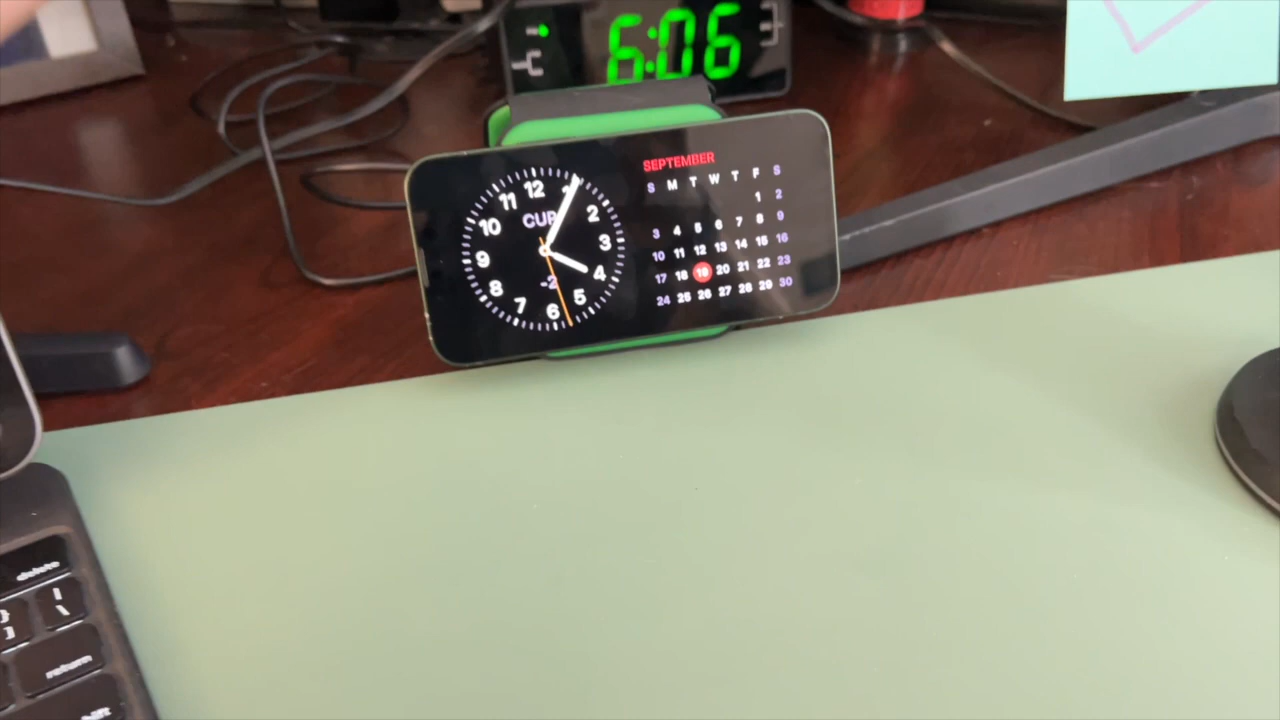 6:06
C
12
11
2
CUP
10
3
9
-2
4
8
5
7
6
SEPTEMBER
S M T W T F S
1 2
3 4 5 6 7 8 9
10 11 12 13 14 15 16
17 18 19 20 21 22 23
24 25 26 27 28 29 30
delete
} |
] \
return